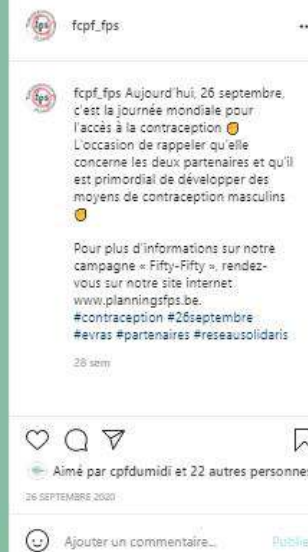 fcpf_fps
fcpf_fps Aujourd'hui, 26 septembre,
c'est la journée mondiale pour
l'accès à la contraception
L'occasion de rappeler qu'elle
concerne les deux partenaires et qu'il
est primordial de développer des
moyens de contraception masculins
Pour plus d'informations sur notre
campagne « Fifty-Fifty », rendez-
vous sur notre site internet
www.planningsfps.be.
#contraception #26septembre
#evras #partenaires #reseausolidaris
28 sem
Aimé par cpfdumidi et 22 autres personnes
26 SEPTEMBRE 2020
Ajouter un commentaire...
Publie